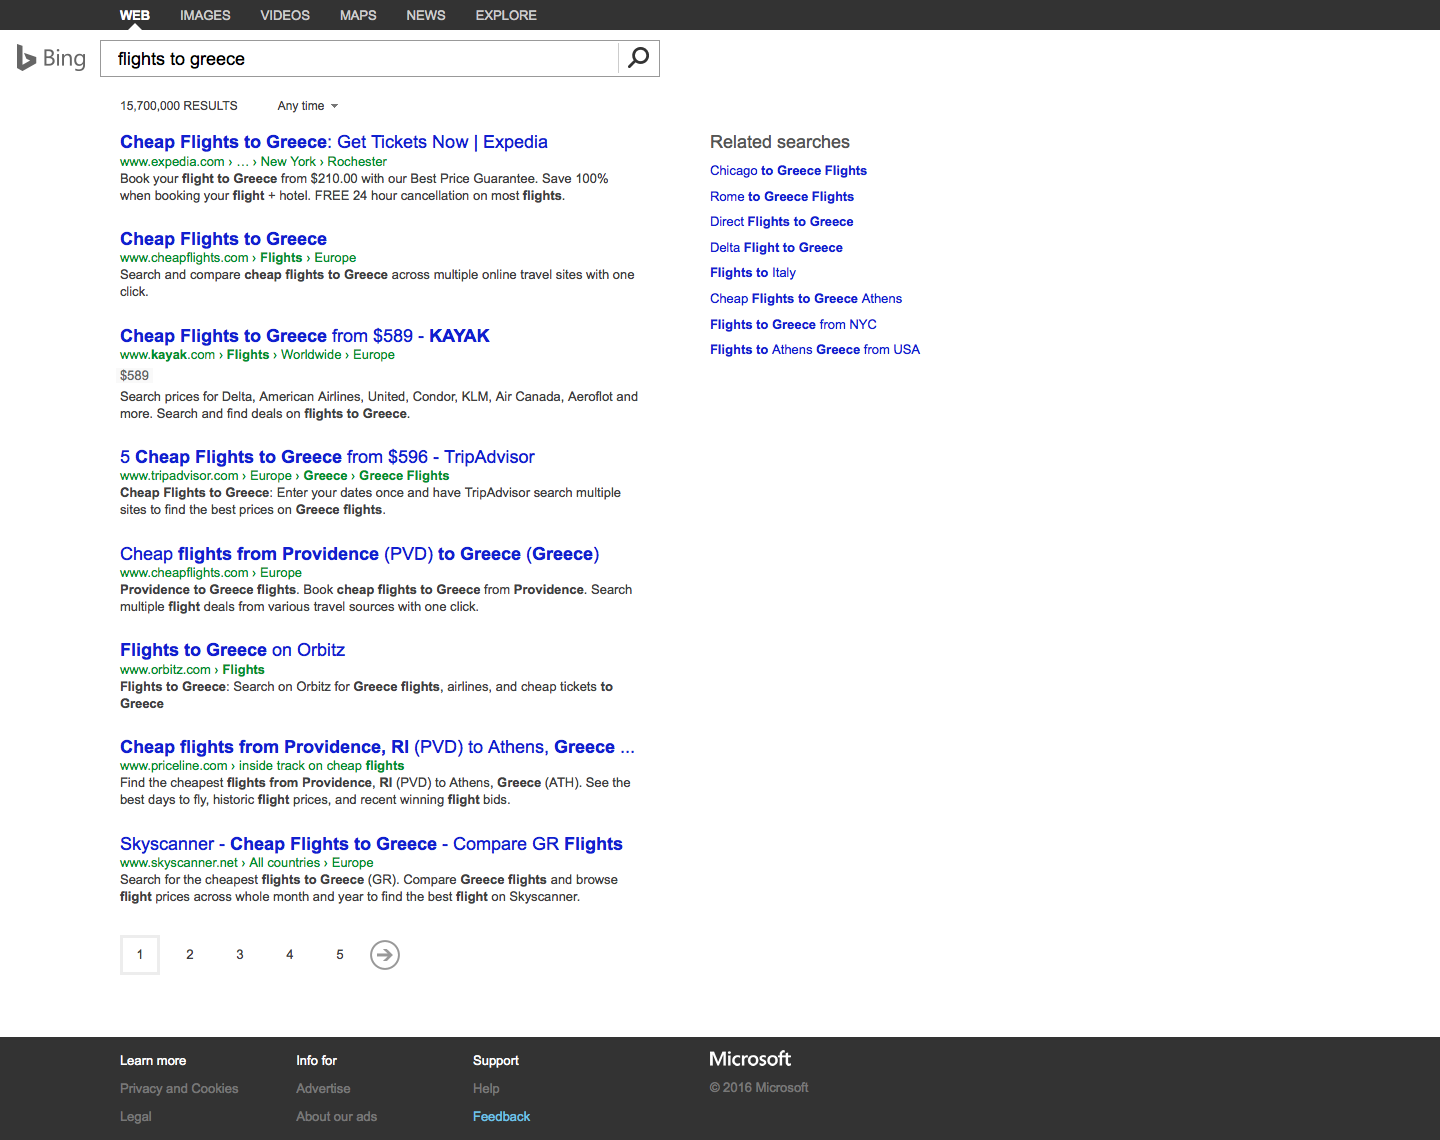 WEB IMAGES VIDEOS MAPS NEWS EXPLORE
Bing
flights to greece
15,700,000 RESULTS Any time
Cheap Flights to Greece: Get Tickets Now | Expedia
www.expedia.com › ... › New York › Rochester
Book your flight to Greece from $210.00 with our Best Price Guarantee. Save 100%
when booking your flight + hotel. FREE 24 hour cancellation on most flights.
Cheap Flights to Greece
www.cheapflights.com › Flights › Europe
Search and compare cheap flights to Greece across multiple online travel sites with one
click.
Cheap Flights to Greece from $589 - KAYAK
www.kayak.com › Flights › Worldwide › Europe
$589
Search prices for Delta, American Airlines, United, Condor, KLM, Air Canada, Aeroflot and
more. Search and find deals on flights to Greece.
5 Cheap Flights to Greece from $596 - TripAdvisor
www.tripadvisor.com › Europe › Greece › Greece Flights
Cheap Flights to Greece: Enter your dates once and have TripAdvisor search multiple
sites to find the best prices on Greece flights.
Cheap flights from Providence (PVD) to Greece (Greece)
www.cheapflights.com › Europe
Providence to Greece flights. Book cheap flights to Greece from Providence. Search
multiple flight deals from various travel sources with one click.
Flights to Greece on Orbitz
www.orbitz.com › Flights
Flights to Greece: Search on Orbitz for Greece flights, airlines, and cheap tickets to
Greece
Cheap flights from Providence, RI (PVD) to Athens, Greece ...
www.priceline.com › inside track on cheap flights
Find the cheapest flights from Providence, RI (PVD) to Athens, Greece (ATH). See the
best days to fly, historic flight prices, and recent winning flight bids.
Skyscanner - Cheap Flights to Greece - Compare GR Flights
www.skyscanner.net › All countries › Europe
Search for the cheapest flights to Greece (GR). Compare Greece flights and browse
flight prices across whole month and year to find the best flight on Skyscanner.
1 2 3 4 5
Related searches
Chicago to Greece Flights
Rome to Greece Flights
Direct Flights to Greece
Delta Flight to Greece
Flights to Italy
Cheap Flights to Greece Athens
Flights to Greece from NYC
Flights to Athens Greece from USA
Learn more
Privacy and Cookies
Legal
Info for
Advertise
About our ads
Support
Help
Feedback
Microsoft
© 2016 Microsoft